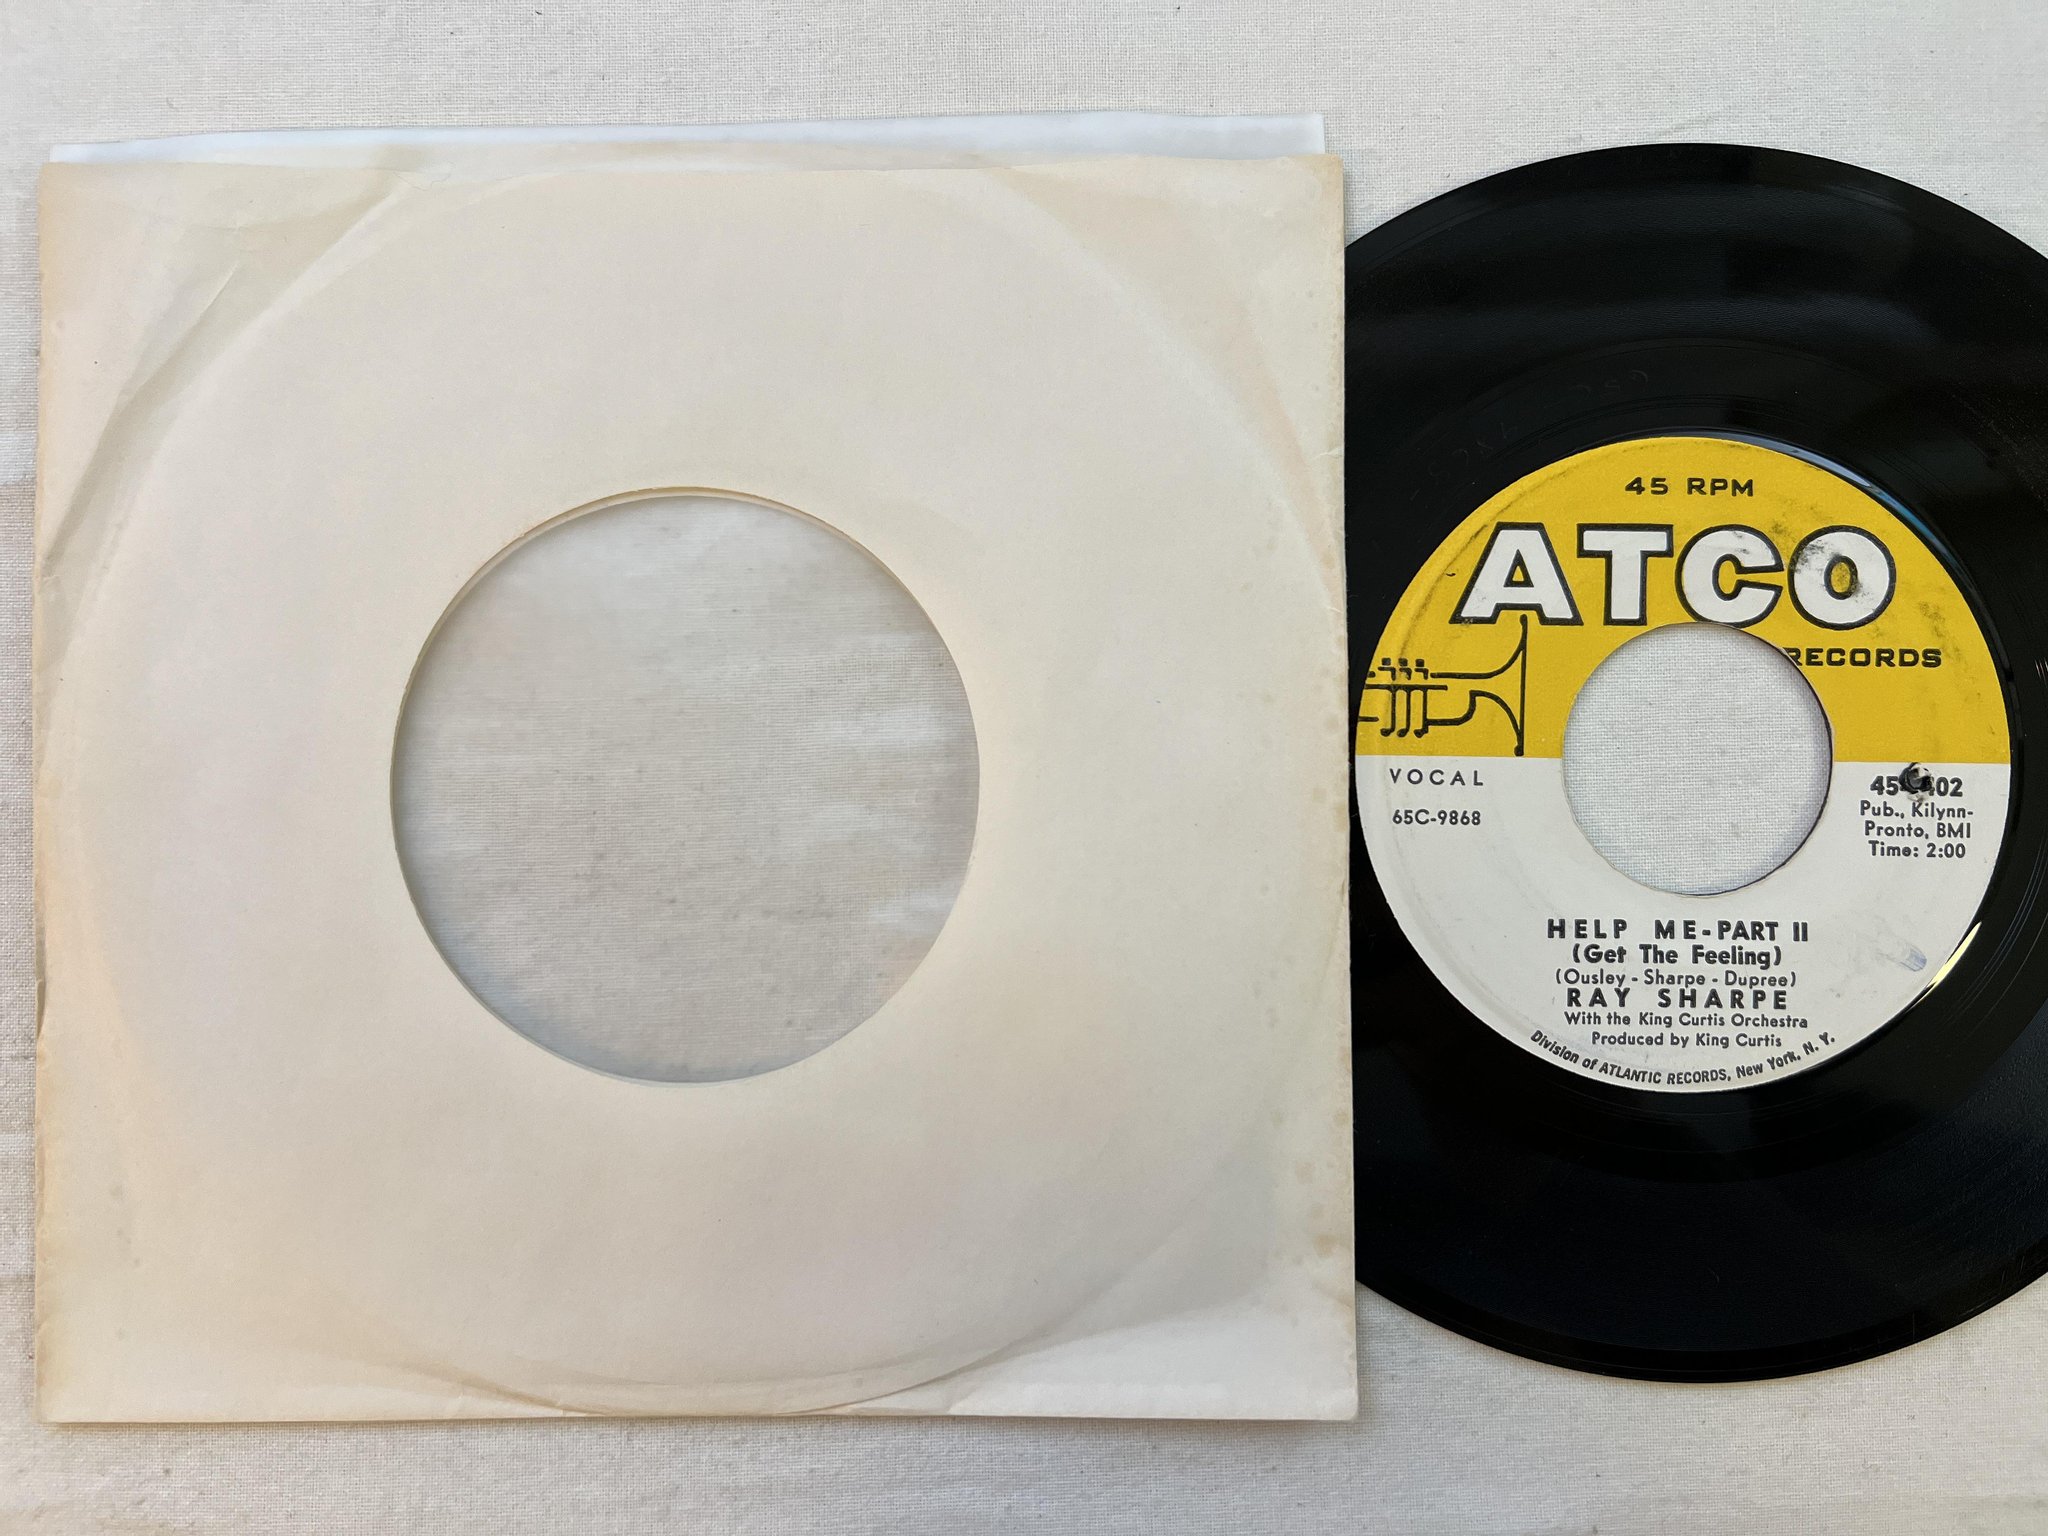 45 RPM
ATCO
RECORDS
VOCAL
65C-9868
Pub., Kilynn-
Pronto, BMI
Time: 2:00
HELP ME-PART II
(Get The Feeling)
(Ousley - Sharpe - Dupree)
RAY SHARPE
With the King Curtis Orchestra
Produced by King Curtis
Division of ATLANTIC RECORDS, New York, N. Y.